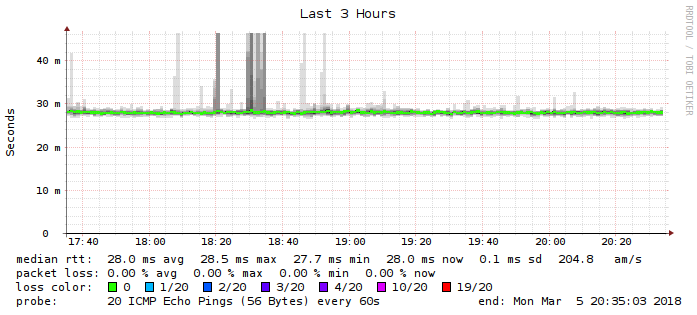 Last 3 Hours
RRDTOOL / TOBI OETIKER
Seconds
40 m
30 m
20 m
10 m
0
17:40 18:00 18:20 18:40 19:00 19:20 19:40 20:00 20:20
median rtt: 28.0 ms avg 28.5 ms max 27.7 ms min 28.0 ms now 0.1 ms sd 204.8 am/s
packet loss: 0.00 % avg 0.00 % max 0.00 % min 0.00 % now
loss color: 0 1/20 2/20 3/20 4/20 10/20 19/20
probe: 20 ICMP Echo Pings (56 Bytes) every 60s end: Mon Mar 5 20:35:03 2018